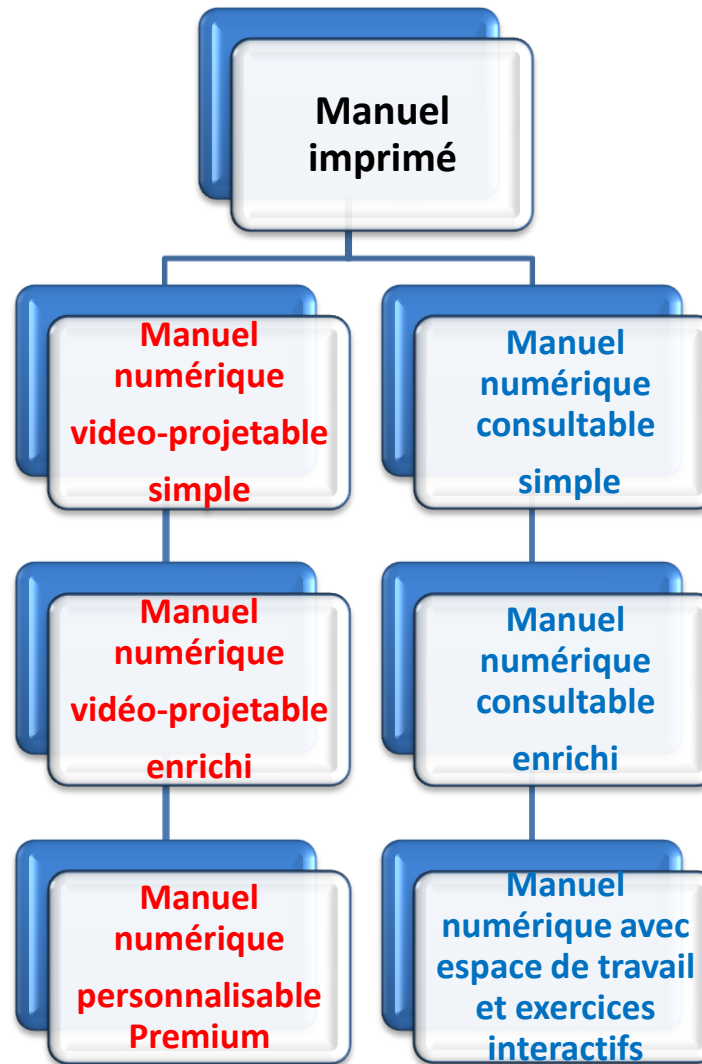 Manuel
imprimé
Manuel
numérique
video-projetable
simple
Manuel
numérique
consultable
simple
Manuel
numérique
vidéo-projetable
enrichi
Manuel
numérique
consultable
enrichi
Manuel
numérique
personnalisable
Premium
Manuel
numérique avec
espace de travail
et exercices
interactifs